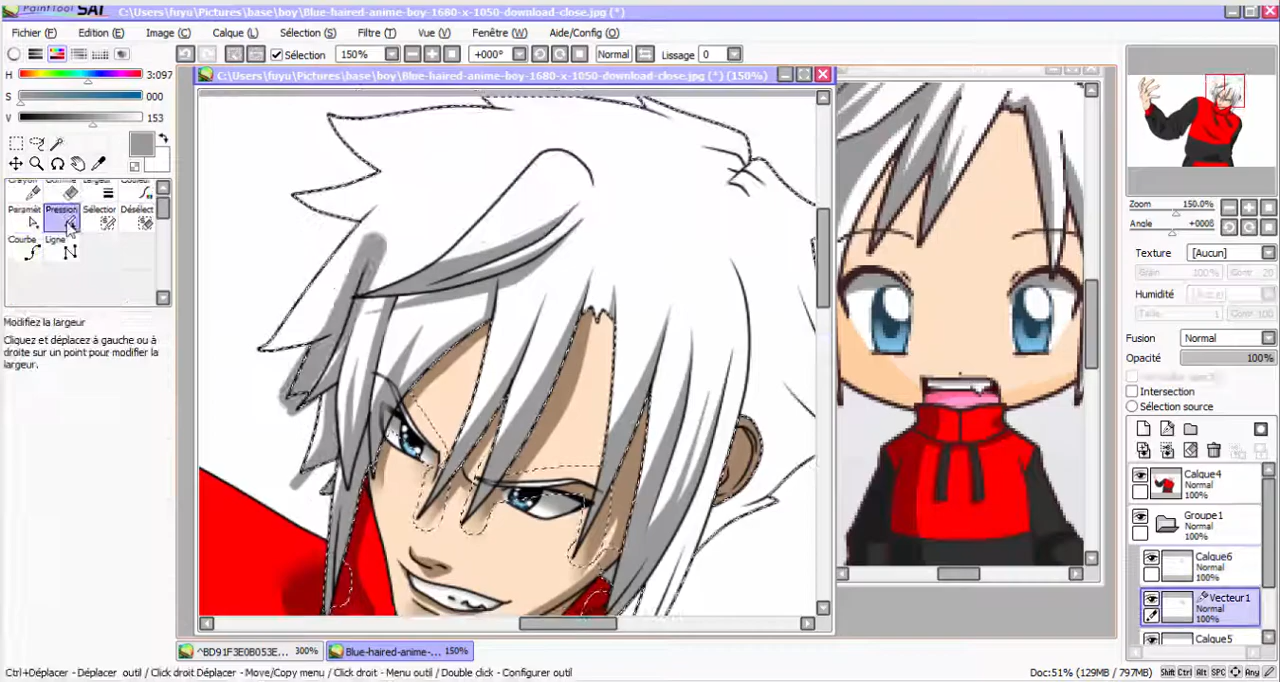 PaintTool SAI
C:\Users\fuyu\Pictures\base\boy\Blue-haired-anime-boy-1680-x-1050-download-close.jpg (*)
Fichier (F) Edition (E) Image (C) Calque (L) Sélection (S) Filtre (T) Vue (V) Fenêtre (W) Aide/Config (O)
Sélection 150% +000° Normal Lissage 0
C:\Users\fuyu\Pictures\base\boy\Blue-haired-anime-boy-1680-x-1050-download-close.jpg (*) (150%)
H 3:097
S 000
V 153
Paramèt Pression Sélection Désélect
Courbe Ligne
Modifiez la largeur
Cliquez et déplacez à gauche ou à
droite sur un point pour modifier la
largeur.
Zoom 150.0%
Angle
Texture [Aucun]
Grain 100% 20
Humidité
100
Fusion Normal
Opacité 100%
Intersection
Sélection source
Calque4
Normal
100%
Groupe1
Normal
100%
Calque6
Normal
100%
Vecteur1
Normal
100%
Calque5
^BD91F3E0B053E... 300% Blue-haired-anime-... 150%
Ctrl+Déplacer - Déplacer outil / Click droit Déplacer - Move/Copy menu / Click droit - Menu outil / Double click - Configurer outil
Doc:51% (129MB / 797MB) Shift Ctrl Alt SPC Any